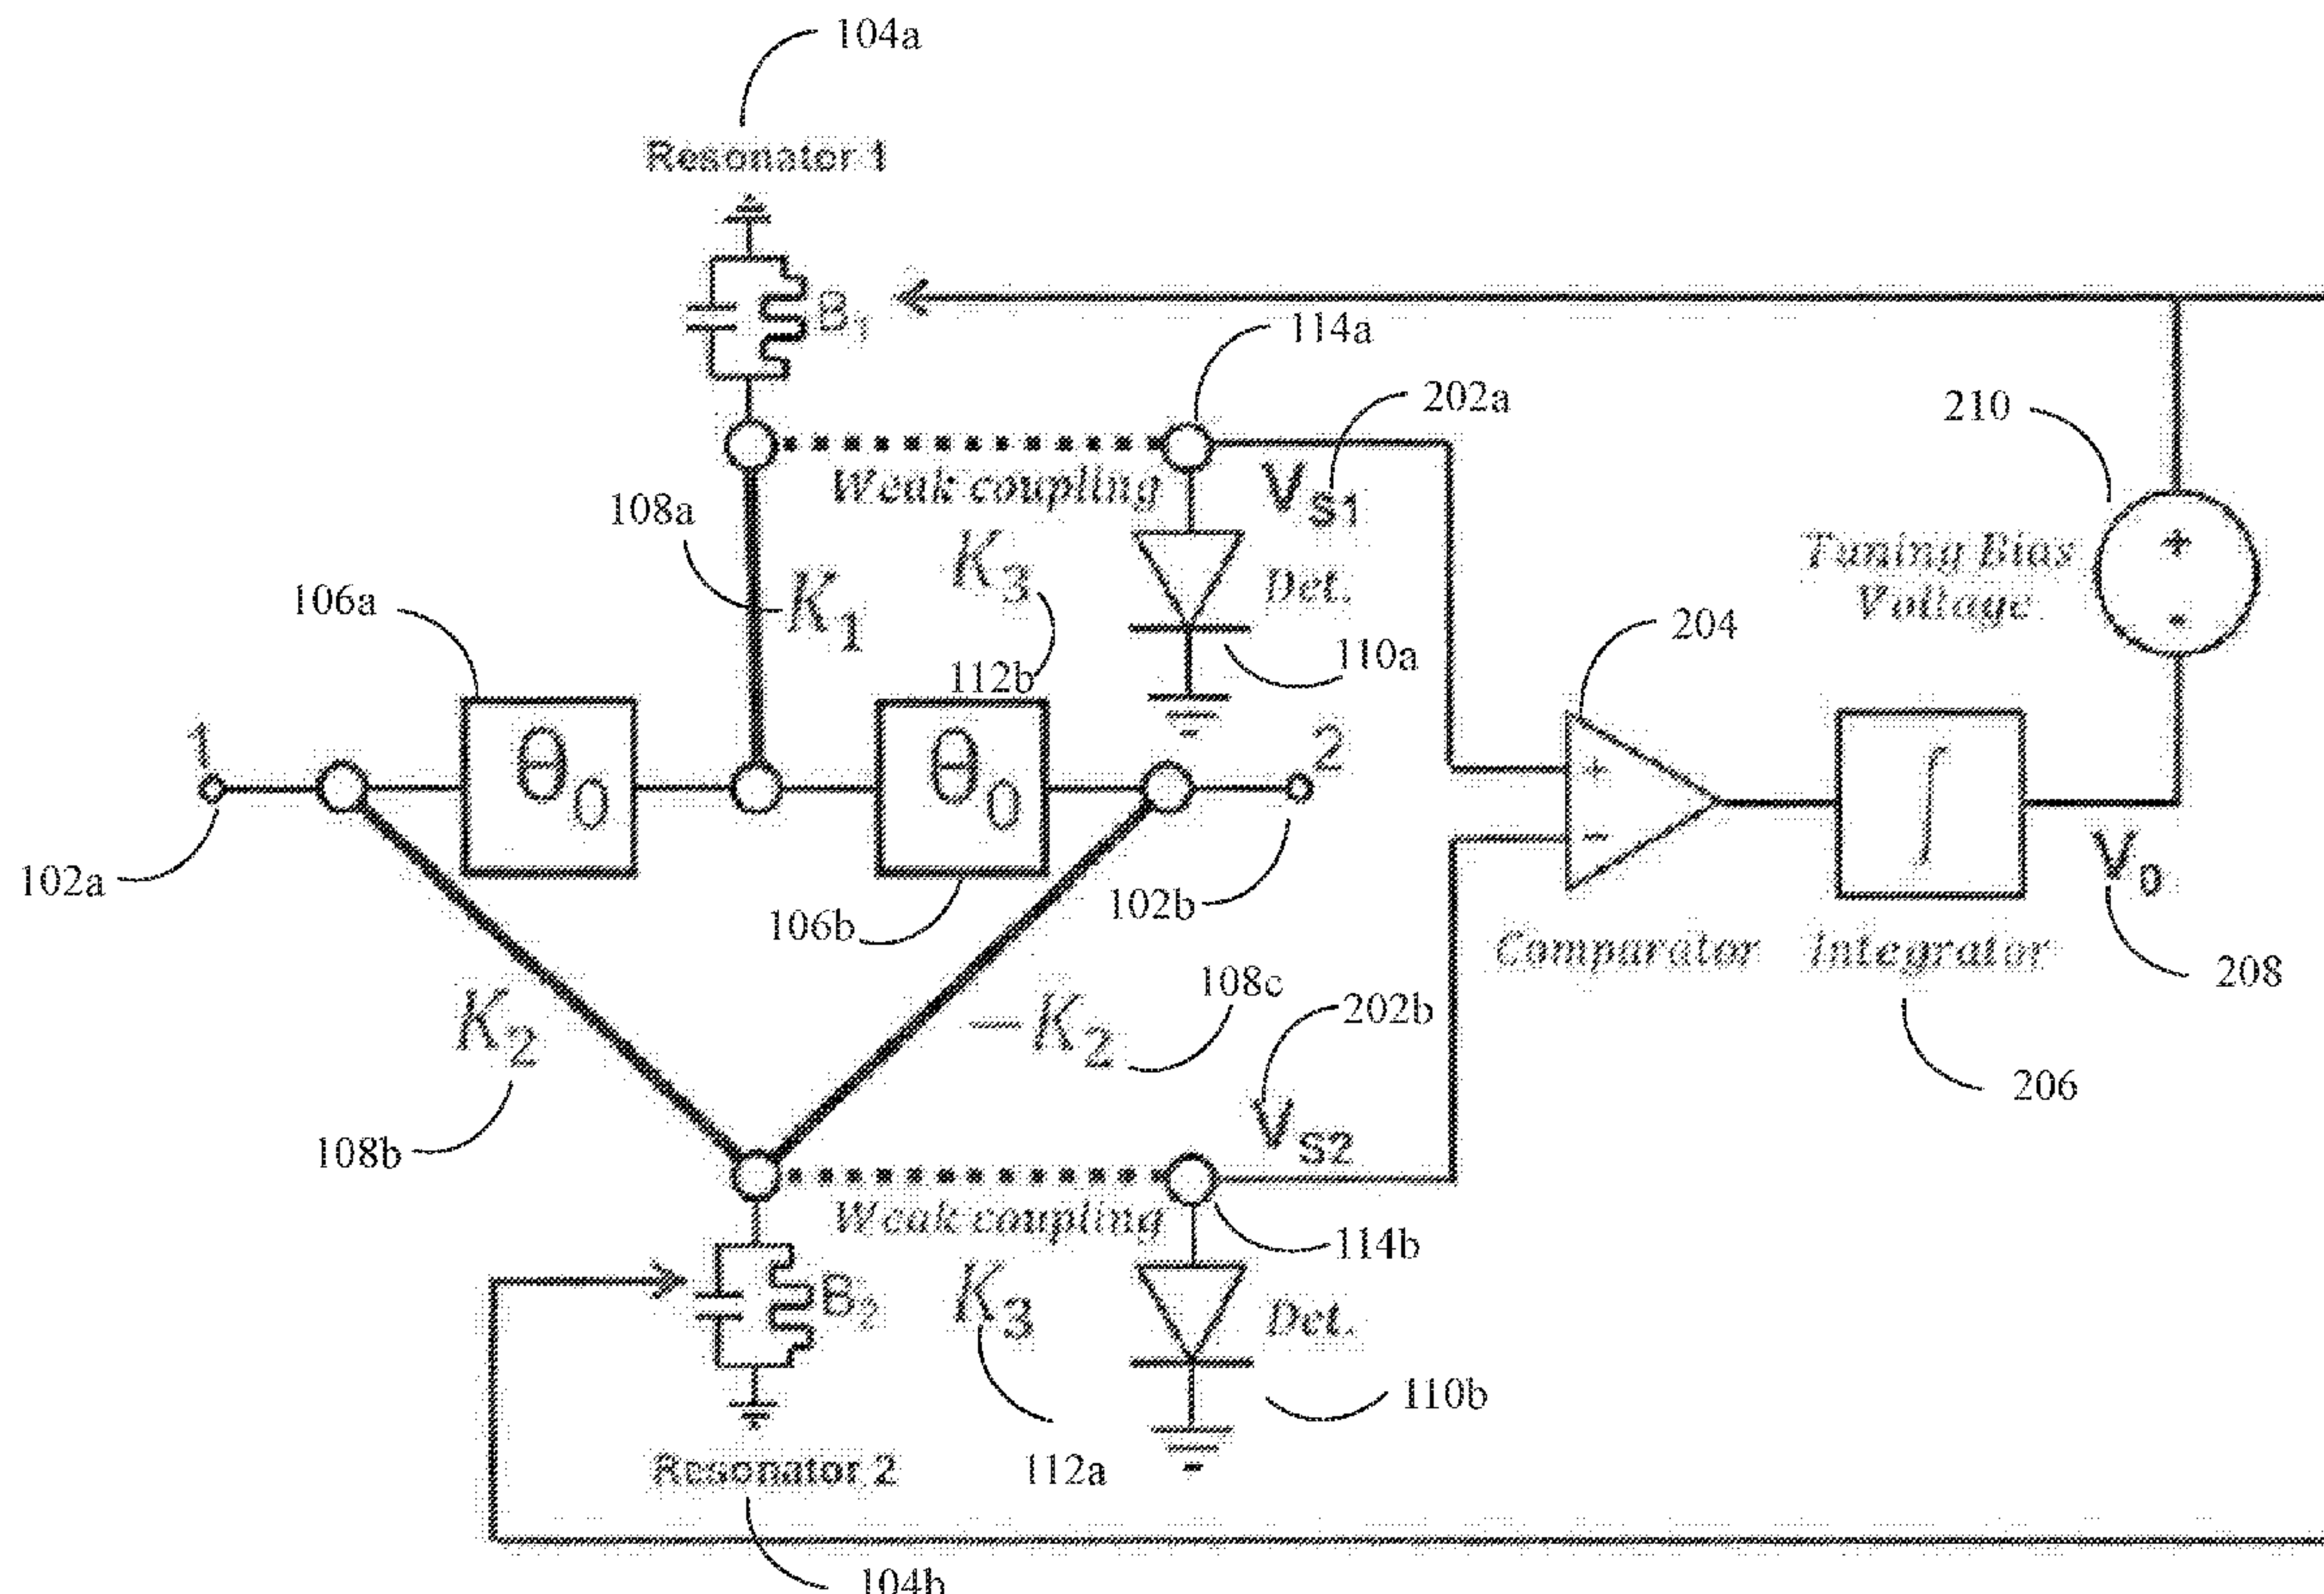 104a
Resonator 1
B1
114a
202a
210
Weak coupling
VS1
108a
K3
Det.
Tuning Bias
Voltage
+
-
106a
K1
204
110a
112b
1
θ0
θ0
2
+
-
∫
102a
102b
106b
V0
Comparator
Integrator
208
K2
-K2
108c
202b
206
VS2
108b
Weak coupling
114b
B2
K3
Det.
110b
Resonator 2
112a
104b